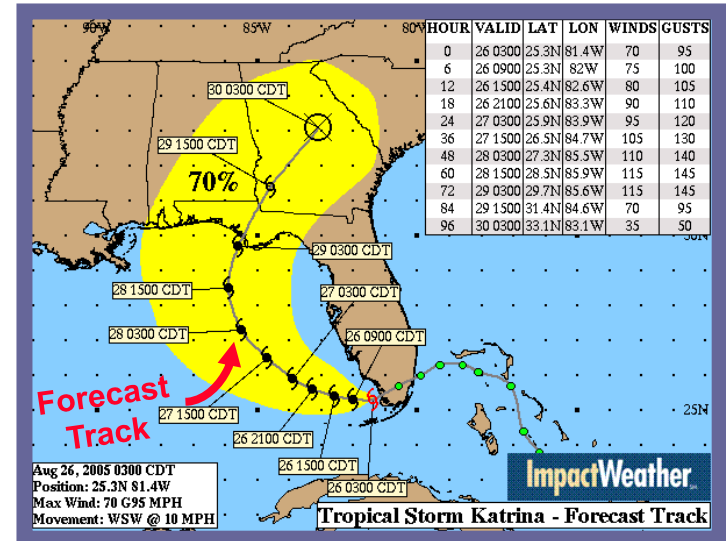 90W 85W 80W
HOUR VALID LAT LON WINDS GUSTS
0 26 0300 25.3N 81.4W 70 95
6 26 0900 25.3N 82W 75 100
12 26 1500 25.4N 82.6W 80 105
18 26 2100 25.6N 83.3W 90 110
24 27 0300 25.9N 83.9W 95 120
36 27 1500 26.5N 84.7W 105 130
48 28 0300 27.3N 85.5W 110 140
60 28 1500 28.5N 85.9W 115 145
72 29 0300 29.7N 85.6W 115 145
84 29 1500 31.4N 84.6W 70 95
96 30 0300 33.1N 83.1W 35 50
30 0300 CDT
29 1500 CDT
70%
30N
29 0300 CDT
28 1500 CDT
27 0300 CDT
28 0300 CDT
26 0900 CDT
Forecast
Track
27 1500 CDT
25N
26 2100 CDT
26 1500 CDT
26 0300 CDT
ImpactWeather
Aug 26, 2005 0300 CDT
Position: 25.3N 81.4W
Max Wind: 70 G95 MPH
Movement: WSW @ 10 MPH
Tropical Storm Katrina - Forecast Track